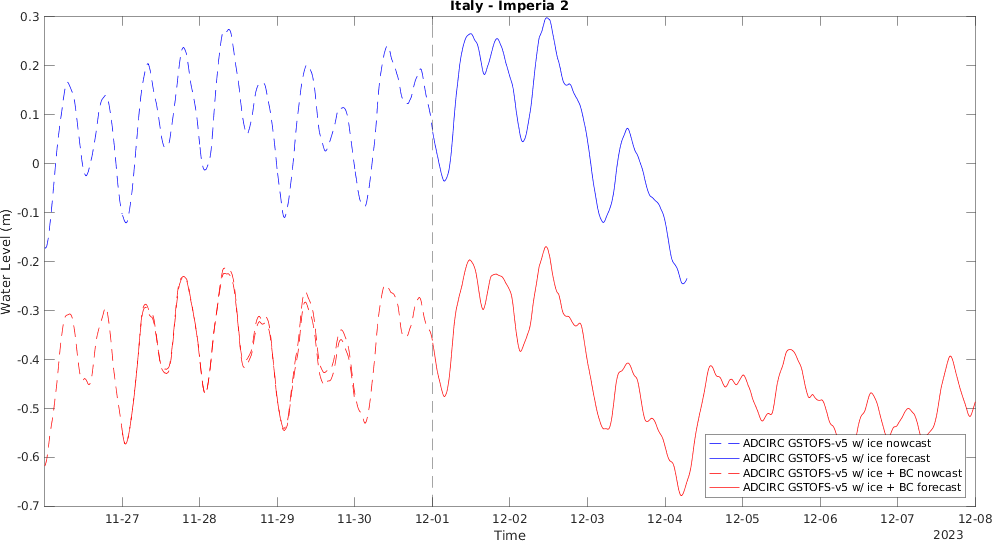 Italy - Imperia 2
Water Level (m)
0.3
0.2
0.1
0
-0.1
-0.2
-0.3
-0.4
-0.5
-0.6
-0.7
ADCIRC GSTOFS-v5 w/ ice nowcast
ADCIRC GSTOFS-v5 w/ ice forecast
ADCIRC GSTOFS-v5 w/ ice + BC nowcast
ADCIRC GSTOFS-v5 w/ ice + BC forecast
11-27 11-28 11-29 11-30 12-01 12-02 12-03 12-04 12-05 12-06 12-07 12-08
Time
2023